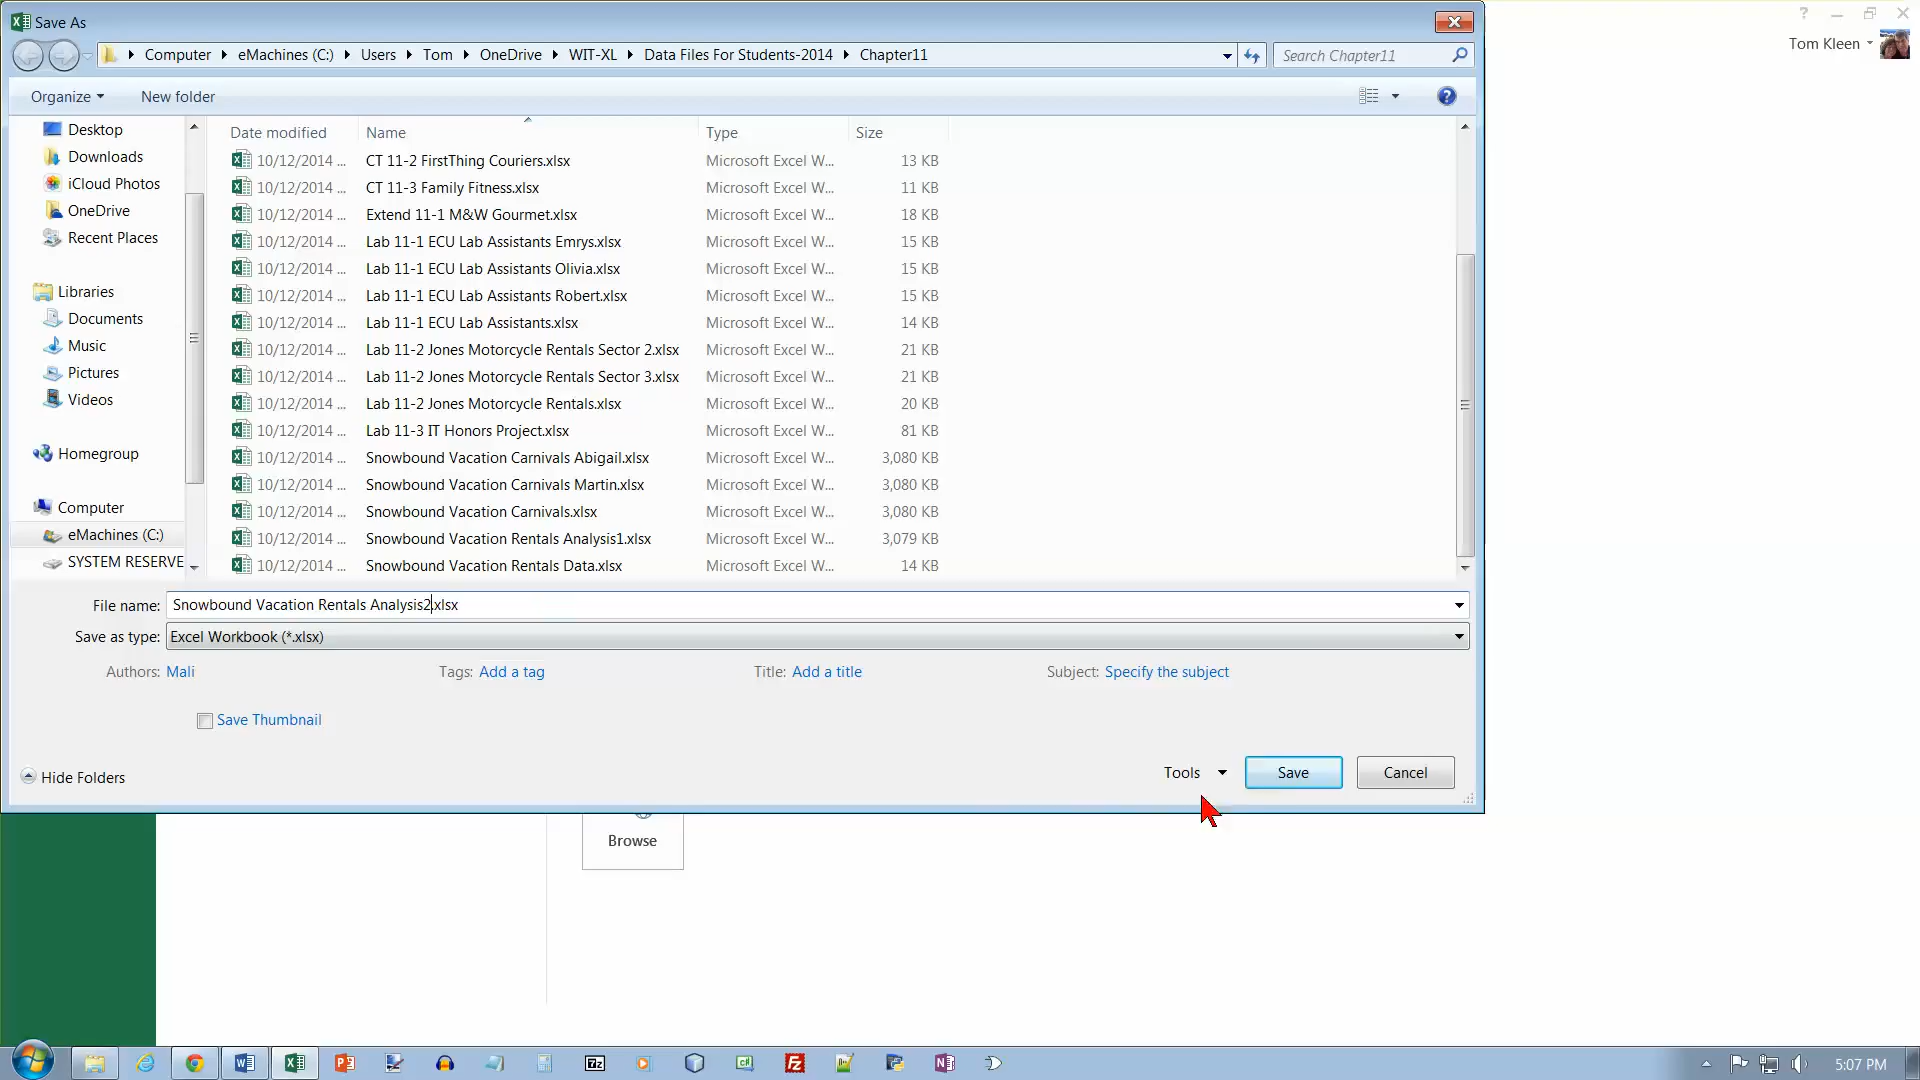 Save As
Tom Kleen
Computer eMachines (C:) Users Tom OneDrive WIT-XL Data Files For Students-2014 Chapter11
Search Chapter11
Organize New folder
Desktop
Downloads
iCloud Photos
OneDrive
Recent Places
Libraries
Documents
Music
Pictures
Videos
Homegroup
Computer
eMachines (C:)
SYSTEM RESERVE
Date modified Name Type Size
10/12/2014 ... CT 11-2 FirstThing Couriers.xlsx Microsoft Excel W... 13 KB
10/12/2014 ... CT 11-3 Family Fitness.xlsx Microsoft Excel W... 11 KB
10/12/2014 ... Extend 11-1 M&W Gourmet.xlsx Microsoft Excel W... 18 KB
10/12/2014 ... Lab 11-1 ECU Lab Assistants Emrys.xlsx Microsoft Excel W... 15 KB
10/12/2014 ... Lab 11-1 ECU Lab Assistants Olivia.xlsx Microsoft Excel W... 15 KB
10/12/2014 ... Lab 11-1 ECU Lab Assistants Robert.xlsx Microsoft Excel W... 15 KB
10/12/2014 ... Lab 11-1 ECU Lab Assistants.xlsx Microsoft Excel W... 14 KB
10/12/2014 ... Lab 11-2 Jones Motorcycle Rentals Sector 2.xlsx Microsoft Excel W... 21 KB
10/12/2014 ... Lab 11-2 Jones Motorcycle Rentals Sector 3.xlsx Microsoft Excel W... 21 KB
10/12/2014 ... Lab 11-2 Jones Motorcycle Rentals.xlsx Microsoft Excel W... 20 KB
10/12/2014 ... Lab 11-3 IT Honors Project.xlsx Microsoft Excel W... 81 KB
10/12/2014 ... Snowbound Vacation Carnivals Abigail.xlsx Microsoft Excel W... 3,080 KB
10/12/2014 ... Snowbound Vacation Carnivals Martin.xlsx Microsoft Excel W... 3,080 KB
10/12/2014 ... Snowbound Vacation Carnivals.xlsx Microsoft Excel W... 3,080 KB
10/12/2014 ... Snowbound Vacation Rentals Analysis1.xlsx Microsoft Excel W... 3,079 KB
10/12/2014 ... Snowbound Vacation Rentals Data.xlsx Microsoft Excel W... 14 KB
File name: Snowbound Vacation Rentals Analysis2.xlsx
Save as type: Excel Workbook (*.xlsx)
Authors: Mali Tags: Add a tag Title: Add a title Subject: Specify the subject
Save Thumbnail
Hide Folders Tools Save Cancel
Browse
5:07 PM